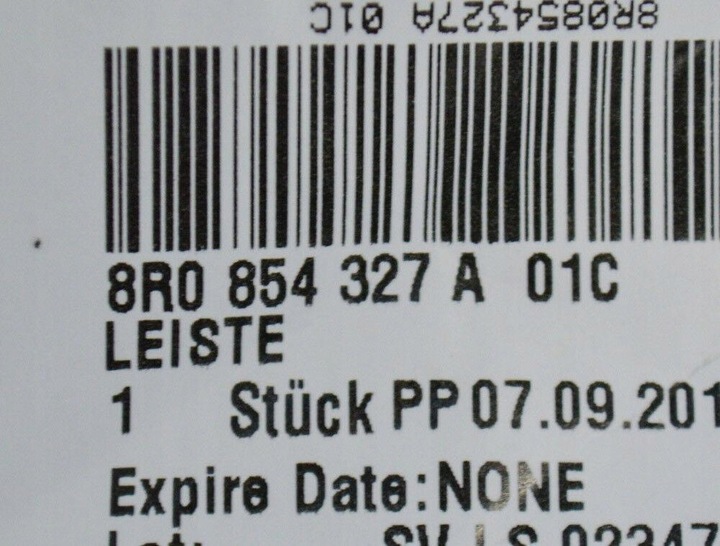 8R0854327A 01C
8R0 854 327 A 01C
LEISTE
1 Stück PP 07.09.201
Expire Date:NONE